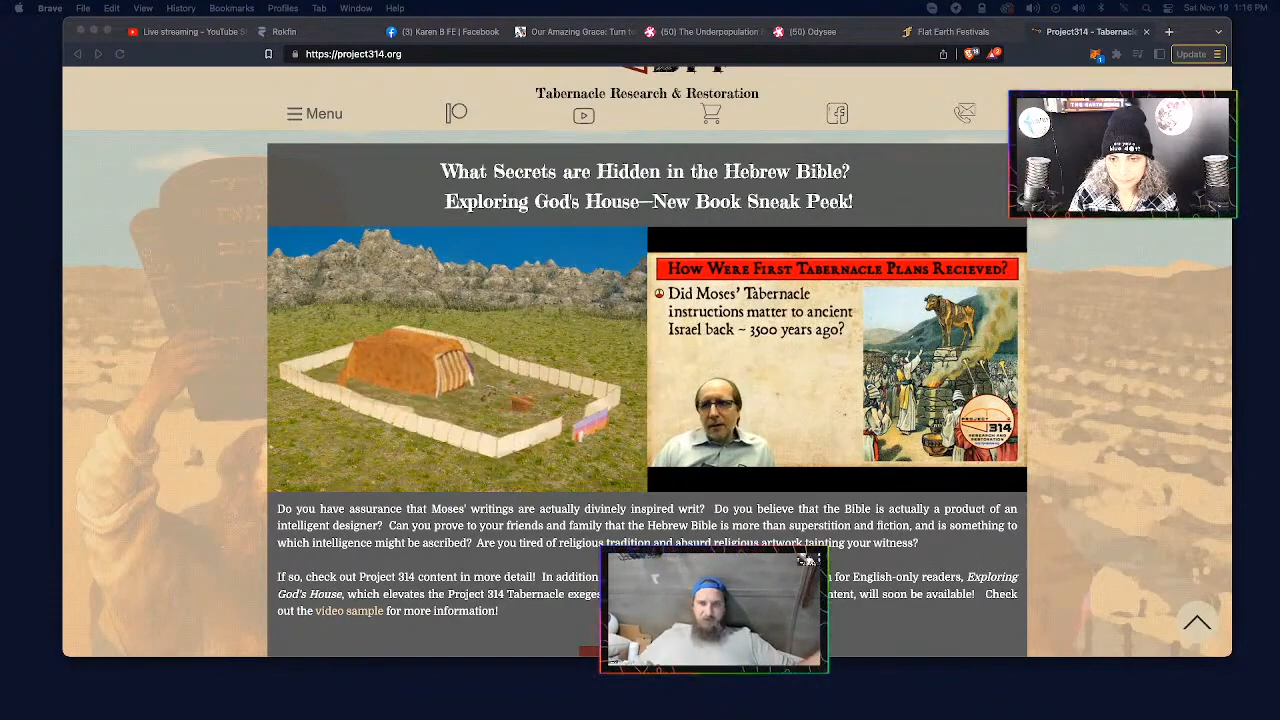 Brave File Edit View History Bookmarks Profiles Tab Window Help Sat Nov 19 1:16 PM
Live streaming - YouTube S Rokfin (3) Karen B FE | Facebook Our Amazing Grace: Turn to (50) The Underpopulation (50) Odysee Flat Earth Festivals Project314 - Tabernacle
https://project314.org Update
Tabernacle Research & Restoration
Menu
What Secrets are Hidden in the Hebrew Bible?
Exploring God's House—New Book Sneak Peek!
How Were First Tabernacle Plans Recieved?
Did Moses' Tabernacle
instructions matter to ancient
Israel back ~ 3500 years ago?
PROJECT
314
RESEARCH AND
RESTORATION
Do you have assurance that Moses' writings are actually divinely inspired writ? Do you believe that the Bible is actually a product of an
intelligent designer? Can you prove to your friends and family that the Hebrew Bible is more than superstition and fiction, and is something to
which intelligence might be ascribed? Are you tired of religious tradition and absurd religious artwork tainting your witness?
If so, check out Project 314 content in more detail! In addition for English-only readers, Exploring
God's House, which elevates the Project 314 Tabernacle exeges tent, will soon be available! Check
out the video sample for more information!